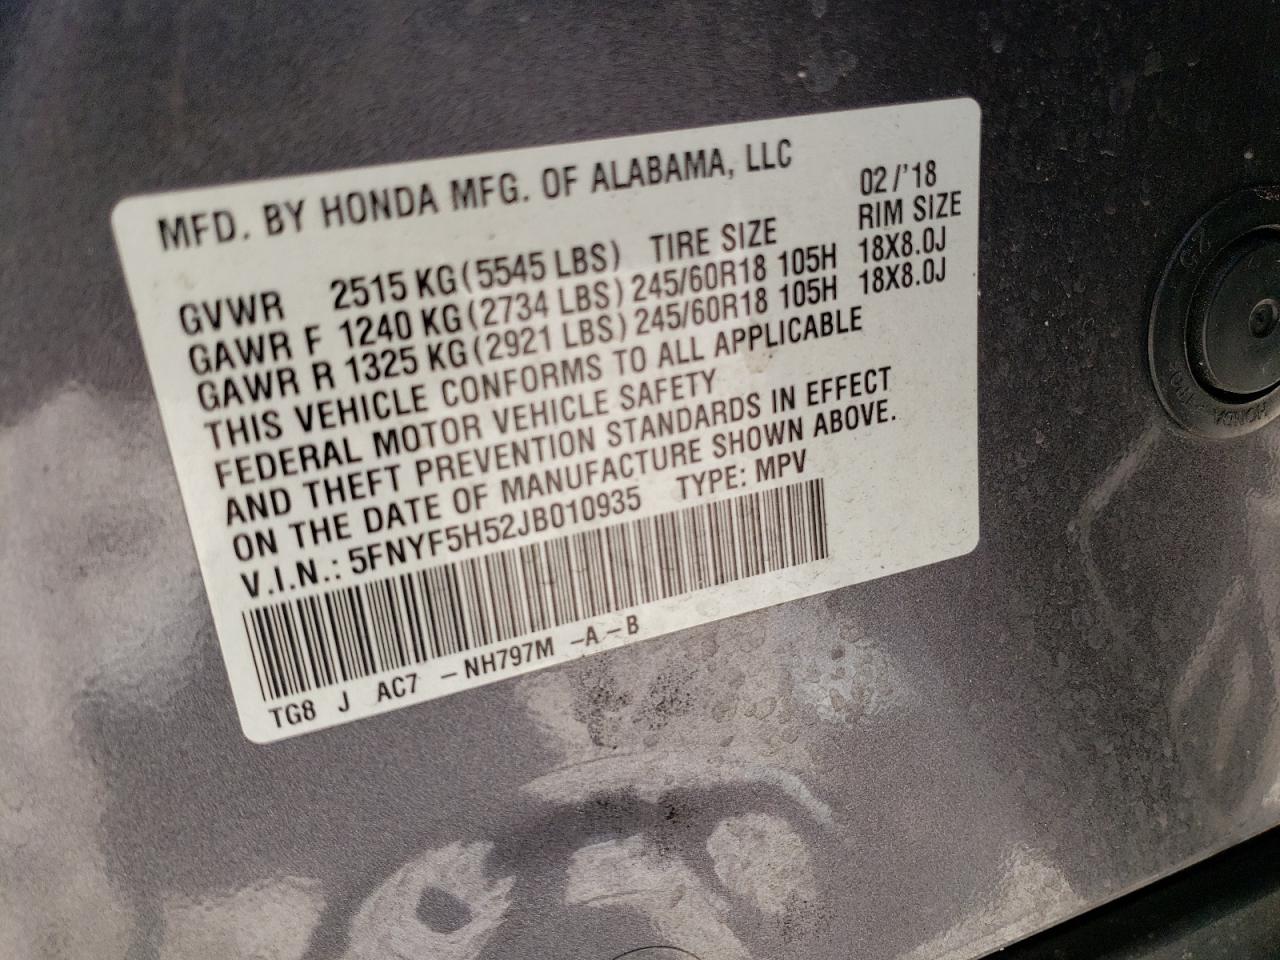 MFD. BY HONDA MFG. OF ALABAMA, LLC 02/'18
GVWR 2515 KG(5545 LBS) TIRE SIZE RIM SIZE
GAWR F 1240 KG(2734 LBS) 245/60R18 105H 18X8.0J
GAWR R 1325 KG(2921 LBS) 245/60R18 105H 18X8.0J
THIS VEHICLE CONFORMS TO ALL APPLICABLE
FEDERAL MOTOR VEHICLE SAFETY
AND THEFT PREVENTION STANDARDS IN EFFECT
ON THE DATE OF MANUFACTURE SHOWN ABOVE.
V.I.N.: 5FNYF5H52JB010935 TYPE: MPV
TG8 J AC7 -NH797M -A-B
HONDA